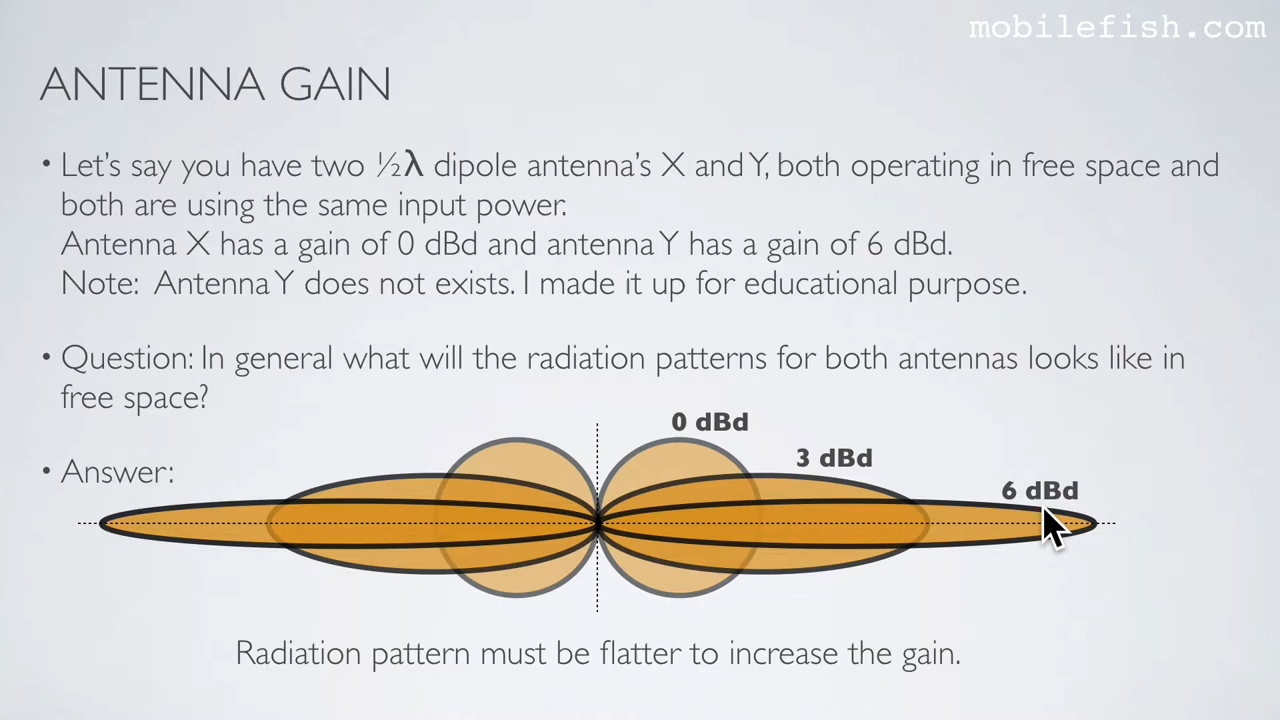 mobilefish.com
ANTENNA GAIN
• Let's say you have two ½λ dipole antenna's X and Y, both operating in free space and
both are using the same input power.
Antenna X has a gain of 0 dBd and antenna Y has a gain of 6 dBd.
Note: Antenna Y does not exists. I made it up for educational purpose.
• Question: In general what will the radiation patterns for both antennas looks like in
free space?
0 dBd
3 dBd
• Answer:
6 dBd
Radiation pattern must be flatter to increase the gain.